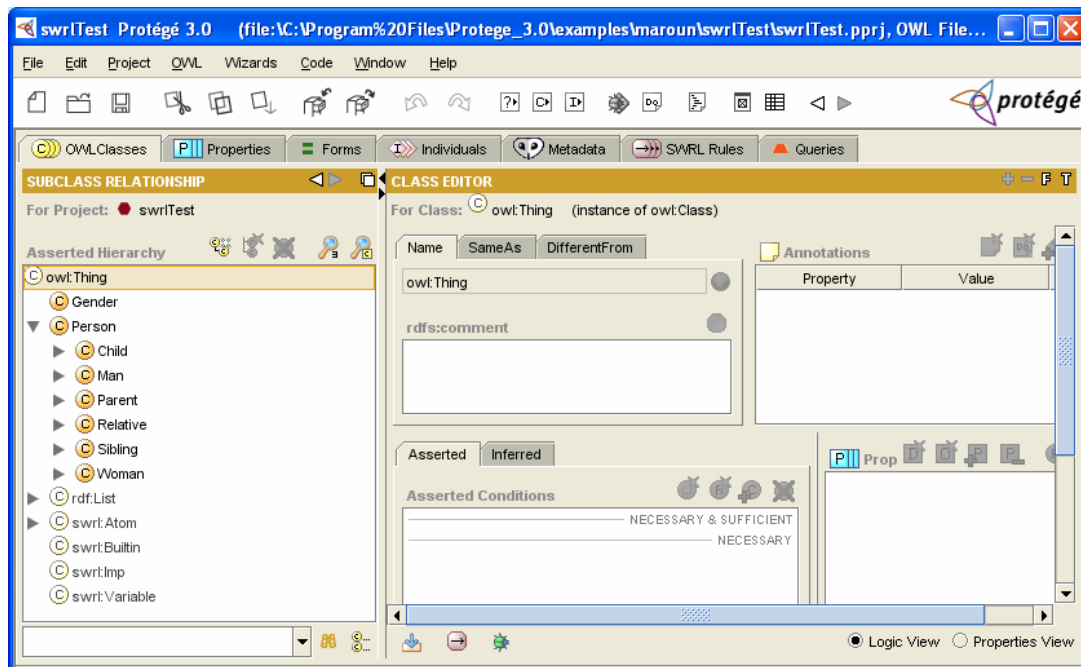 swrlTest Protégé 3.0 (file:\C:\Program%20Files\Protege_3.0\examples\maroun\swrlTest\swrlTest.pprj, OWL File...
File Edit Project OWL Wizards Code Window Help
protégé
OWLClasses Properties Forms Individuals Metadata SWRL Rules Queries
SUBCLASS RELATIONSHIP
CLASS EDITOR
F T
For Project: swrlTest
For Class: owl:Thing (instance of owl:Class)
Asserted Hierarchy
Name SameAs DifferentFrom
Annotations
owl:Thing
owl:Thing
Property Value
Gender
Person
rdfs:comment
Child
Man
Parent
Relative
Sibling
Asserted Inferred
Prop
Woman
rdf:List
Asserted Conditions
swrl:Atom
NECESSARY & SUFFICIENT
swrl:Builtin
NECESSARY
swrl:Imp
swrl:Variable
Logic View Properties View